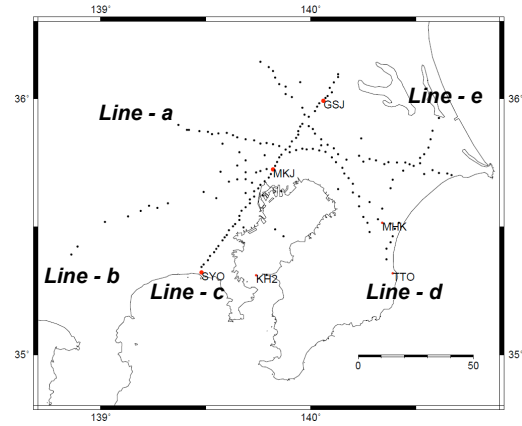 139° 140°
36° 36°
GSJ
Line - e
Line - a
MKJ
MHK
Line - b
SYO
KH2
TTO
Line - c
Line - d
0 50
35° 35°
139° 140°